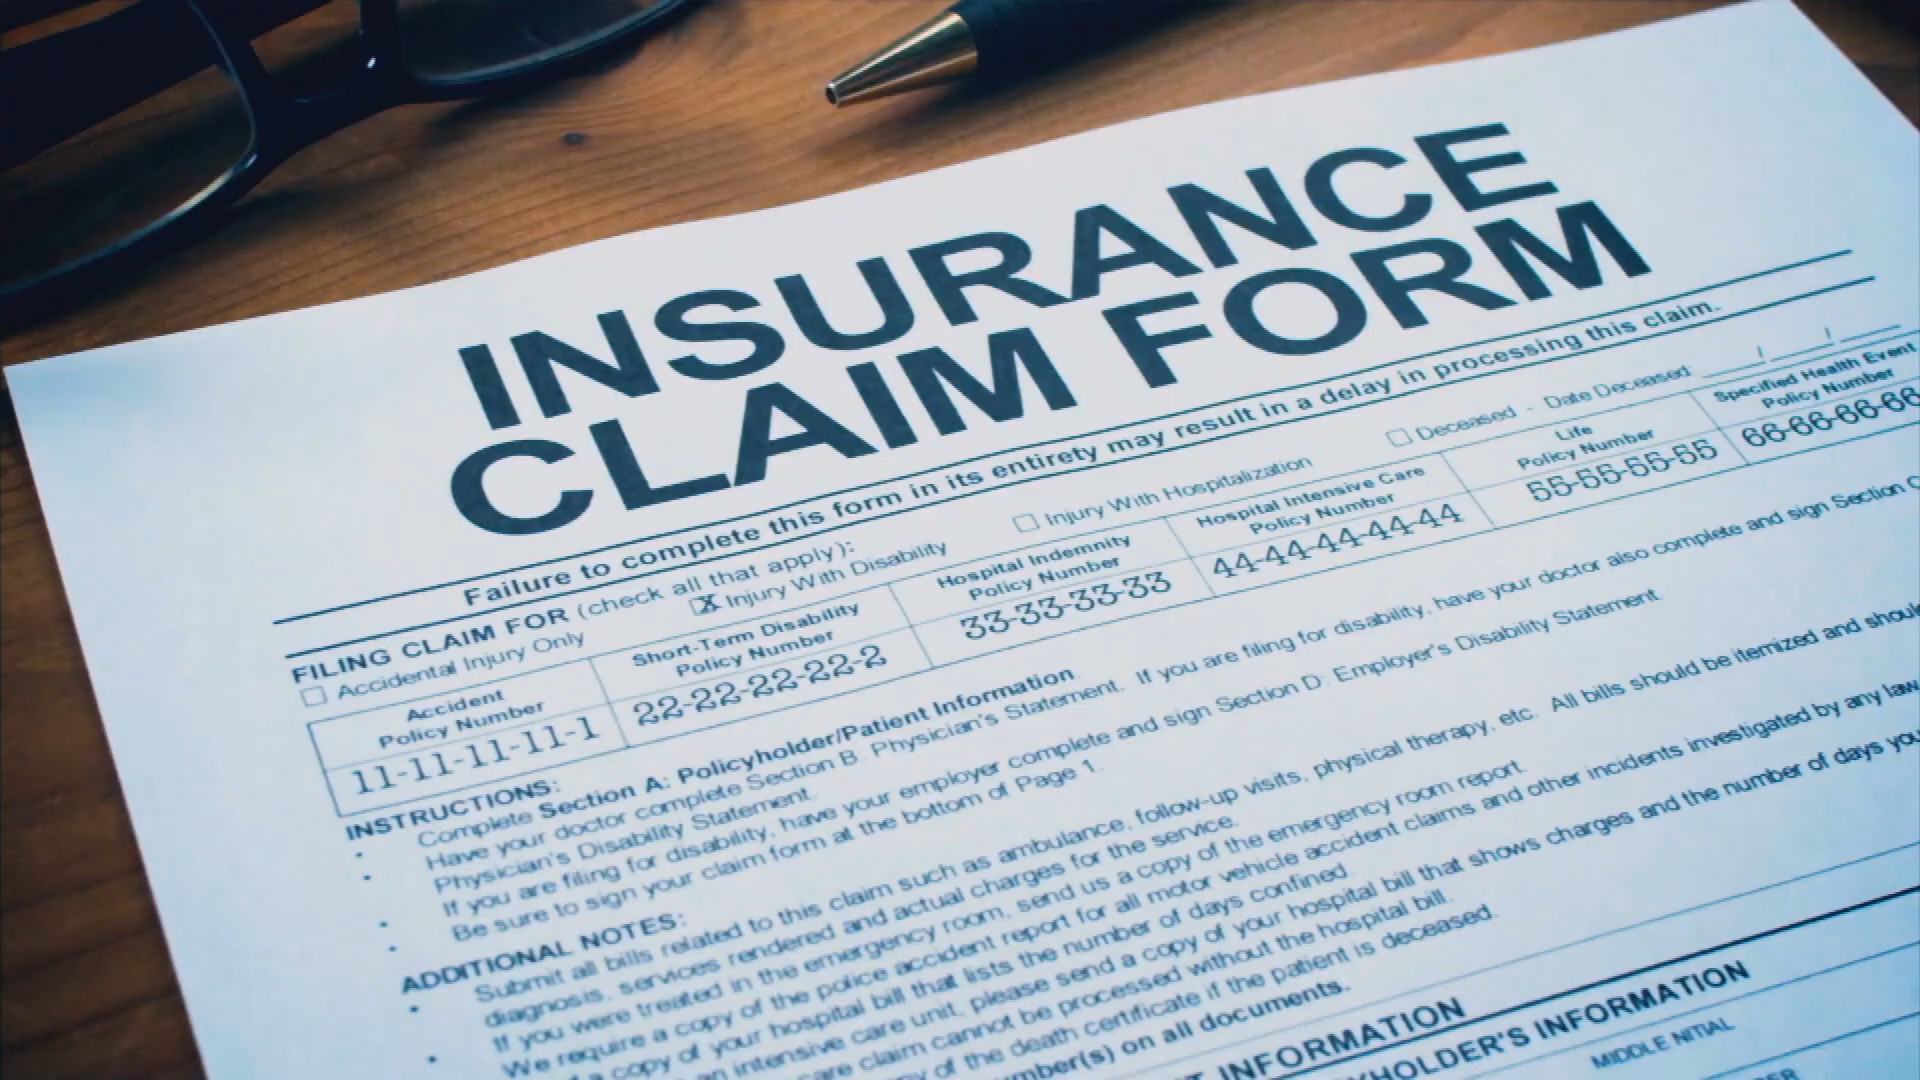 INSURANCE
CLAIM FORM
Failure to complete this form in its entirety may result in a delay in processing this claim.
FILING CLAIM FOR (check all that apply):
☐ Accidental Injury Only ☒ Injury With Disability ☐ Injury With Hospitalization ☐ Deceased - Date Deceased: ___/___/___
Accident Policy Number
11-11-11-11-1
Short-Term Disability Policy Number
22-22-22-22-2
Hospital Indemnity Policy Number
33-33-33-33
Hospital Intensive Care Policy Number
44-44-44-44-44
Life Policy Number
55-55-55-55
Specified Health Event Policy Number
66-66-66-66
INSTRUCTIONS:
• Complete Section A: Policyholder/Patient Information.
• Have your doctor complete Section B: Physician's Statement. If you are filing for disability, have your doctor also complete and sign Section C
Physician's Disability Statement.
• If you are filing for disability, have your employer complete and sign Section D: Employer's Disability Statement.
• Be sure to sign your claim form at the bottom of Page 1.
ADDITIONAL NOTES:
• Submit all bills related to this claim such as ambulance, follow-up visits, physical therapy, etc. All bills should be itemized and should
diagnosis, services rendered and actual charges for the service.
• If you were treated in the emergency room, send us a copy of the emergency room report.
We require a copy of the police accident report for all motor vehicle accident claims and other incidents investigated by any law
a copy of your hospital bill that lists the number of days confined.
an intensive care unit, please send a copy of your hospital bill that shows charges and the number of days you
care claim cannot be processed without the hospital bill.
of the death certificate if the patient is deceased.
number(s) on all documents.
INFORMATION
HOLDER'S INFORMATION
MIDDLE INITIAL